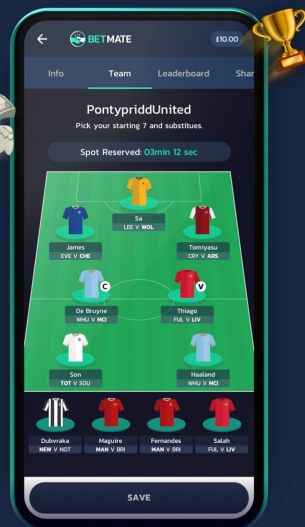 BETMATE
£10.00
Info Team Leaderboard Shar
PontypriddUnited
Pick your starting 7 and substitues.
Spot Reserved: 03min 12 sec
Sa
LEE V WOL
James
EVE V CHE
Tomiyasu
CRY V ARS
C
V
De Bruyne
WHU V MCI
Thiago
FUL V LIV
Son
TOT V SOU
Haaland
WHU V MCI
Dubvraka
NEW V NOT
Maguire
MAN V BRI
Fernandes
MAN V BRI
Salah
FUL V LIV
SAVE